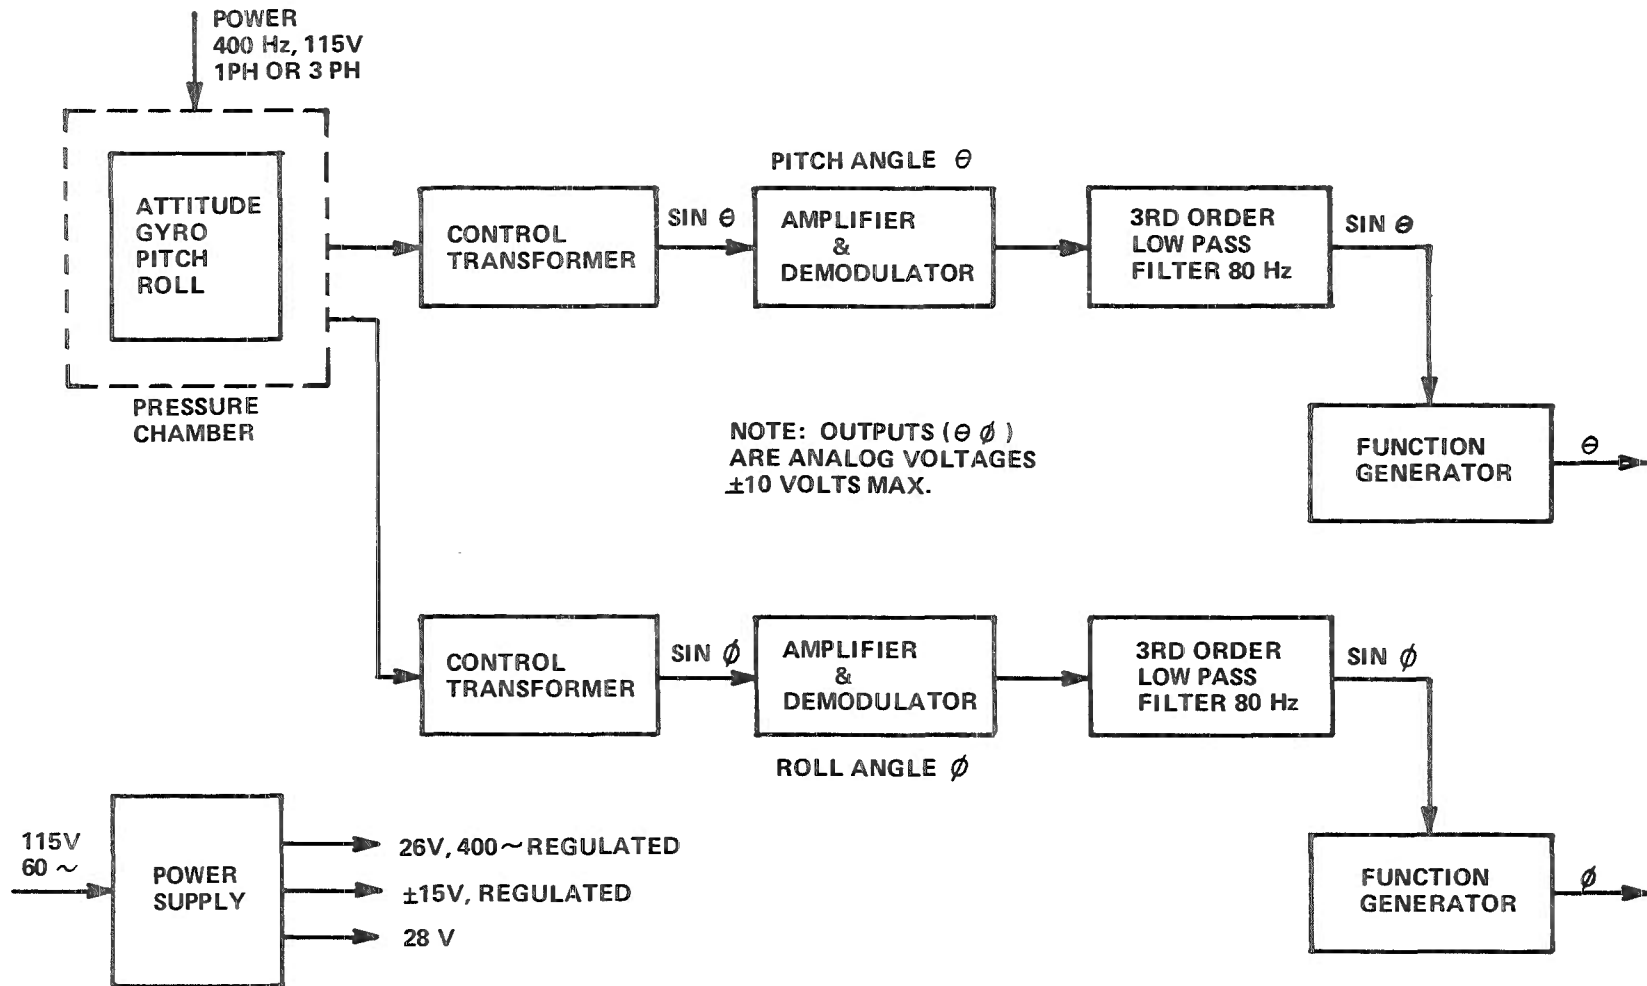 POWER
400 Hz, 115V
1PH OR 3 PH
ATTITUDE
GYRO
PITCH
ROLL
PRESSURE
CHAMBER
CONTROL
TRANSFORMER
SIN θ
PITCH ANGLE θ
AMPLIFIER
&
DEMODULATOR
3RD ORDER
LOW PASS
FILTER 80 Hz
SIN θ
FUNCTION
GENERATOR
θ
NOTE: OUTPUTS (θ ϕ)
ARE ANALOG VOLTAGES
±10 VOLTS MAX.
CONTROL
TRANSFORMER
SIN ϕ
AMPLIFIER
&
DEMODULATOR
ROLL ANGLE ϕ
3RD ORDER
LOW PASS
FILTER 80 Hz
SIN ϕ
FUNCTION
GENERATOR
ϕ
115V
60 ~
POWER
SUPPLY
26V, 400~ REGULATED
±15V, REGULATED
28 V